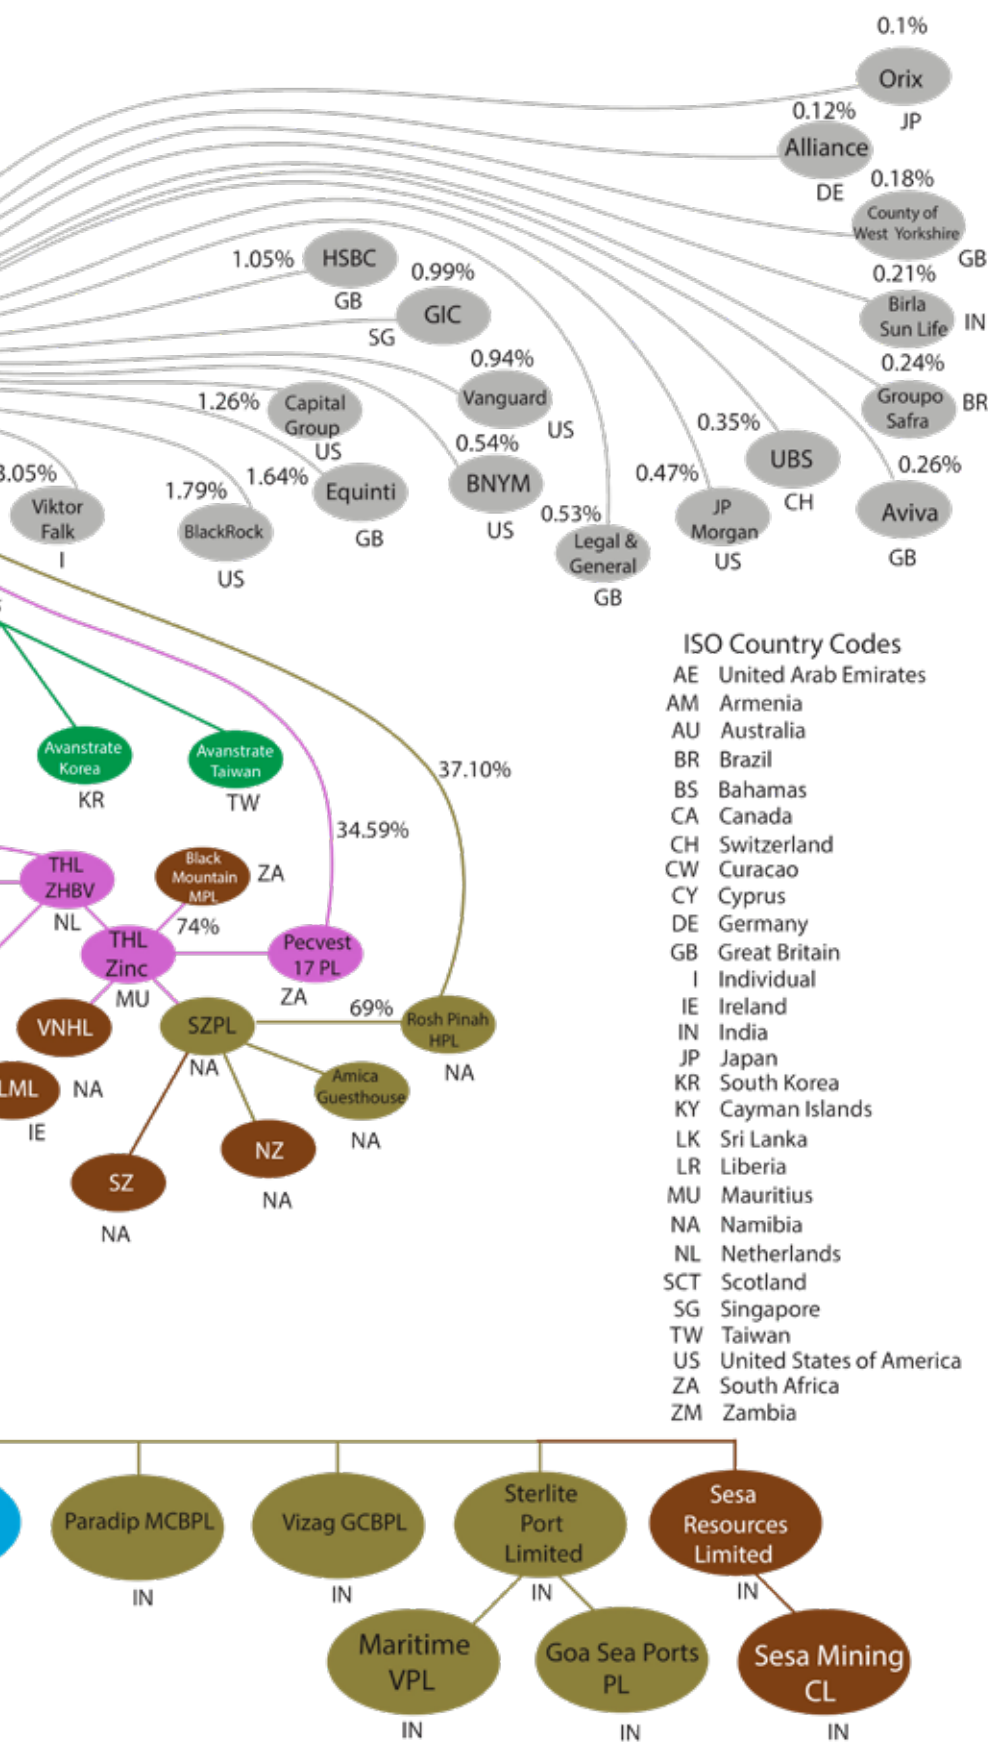 0.1%
Orix
JP
0.12%
Alliance
DE
0.18%
County of
West Yorkshire
GB
1.05%
HSBC
GB
0.99%
GIC
SG
0.21%
Birla
Sun Life
IN
0.94%
Vanguard
US
0.24%
Groupo
Safra
BR
1.26%
Capital
Group
US
0.54%
BNYM
US
0.35%
UBS
CH
0.26%
Aviva
GB
3.05%
Viktor
Falk
I
1.79%
BlackRock
US
1.64%
Equinti
GB
0.53%
Legal &
General
GB
0.47%
JP
Morgan
US
ISO Country Codes
AE United Arab Emirates
AM Armenia
AU Australia
BR Brazil
BS Bahamas
CA Canada
CH Switzerland
CW Curacao
CY Cyprus
DE Germany
GB Great Britain
I Individual
IE Ireland
IN India
JP Japan
KR South Korea
KY Cayman Islands
LK Sri Lanka
LR Liberia
MU Mauritius
NA Namibia
NL Netherlands
SCT Scotland
SG Singapore
TW Taiwan
US United States of America
ZA South Africa
ZM Zambia
Avanstrate
Korea
KR
Avanstrate
Taiwan
TW
37.10%
34.59%
THL
ZHBV
NL
Black
Mountain
MPL
ZA
74%
THL
Zinc
MU
Pecvest
17 PL
ZA
VNHL
NA
SZPL
NA
69%
Rosh Pinah
HPL
NA
LML
IE
Amica
Guesthouse
NA
SZ
NA
NZ
NA
Paradip MCBPL
IN
Vizag GCBPL
IN
Sterlite
Port
Limited
IN
Sesa
Resources
Limited
IN
Maritime
VPL
IN
Goa Sea Ports
PL
IN
Sesa Mining
CL
IN